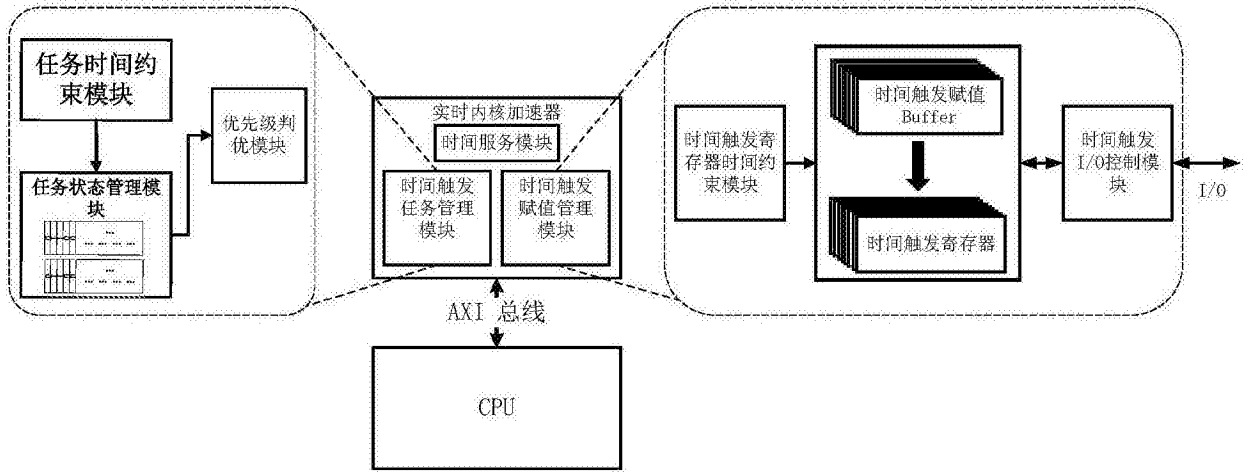 任务时间约
束模块
优先级判
优模块
任务状态管理模
块
...
... ... ... ...
...
... ... ... ...
实时内核加速器
时间服务模块
时间触发
任务管理
模块
时间触发
赋值管理
模块
AXI 总线
CPU
时间触发寄
存器时间约
束模块
时间触发赋值
Buffer
时间触发寄存器
时间触发
I/O控制模
块
I/O